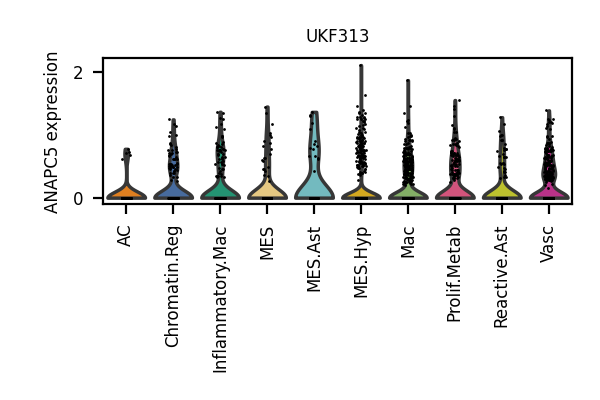 UKF313
ANAPC5 expression
2
0
AC
Chromatin.Reg
Inflammatory.Mac
MES
MES.Ast
MES.Hyp
Mac
Prolif.Metab
Reactive.Ast
Vasc